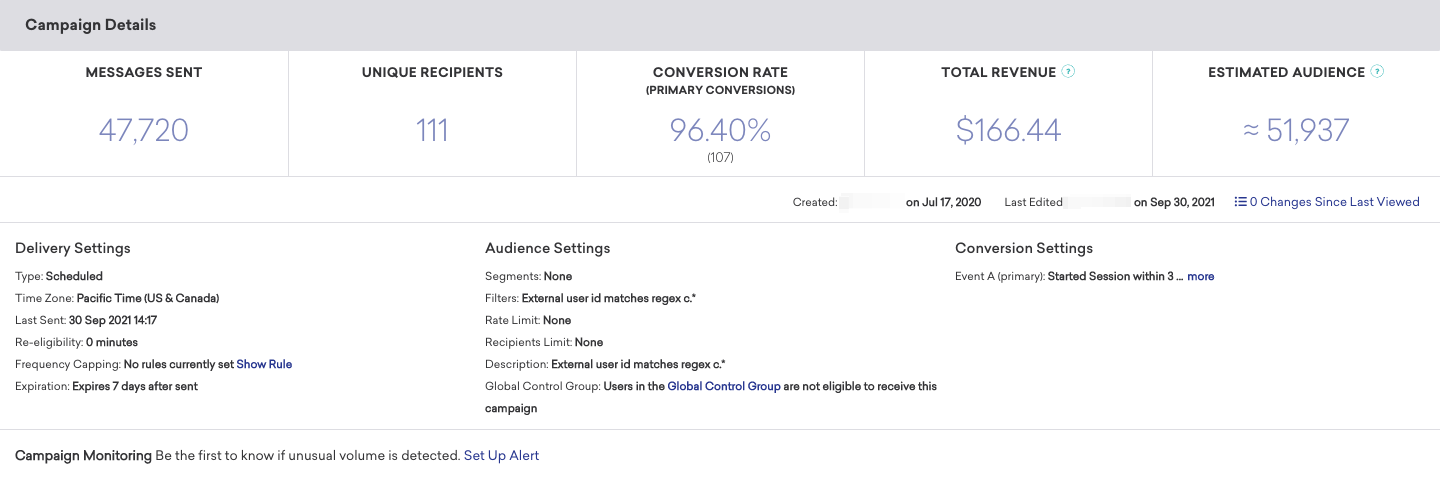 Campaign Details
MESSAGES SENT
UNIQUE RECIPIENTS
CONVERSION RATE
(PRIMARY CONVERSIONS)
TOTAL REVENUE ?
ESTIMATED AUDIENCE ?
47,720
111
96.40%
(107)
$166.44
≈ 51,937
Created: on Jul 17, 2020 Last Edited on Sep 30, 2021 0 Changes Since Last Viewed
Delivery Settings
Type: Scheduled
Time Zone: Pacific Time (US & Canada)
Last Sent: 30 Sep 2021 14:17
Re-eligibility: 0 minutes
Frequency Capping: No rules currently set Show Rule
Expiration: Expires 7 days after sent
Audience Settings
Segments: None
Filters: External user id matches regex c.*
Rate Limit: None
Recipients Limit: None
Description: External user id matches regex c.*
Global Control Group: Users in the Global Control Group are not eligible to receive this
campaign
Conversion Settings
Event A (primary): Started Session within 3 ... more
Campaign Monitoring Be the first to know if unusual volume is detected. Set Up Alert